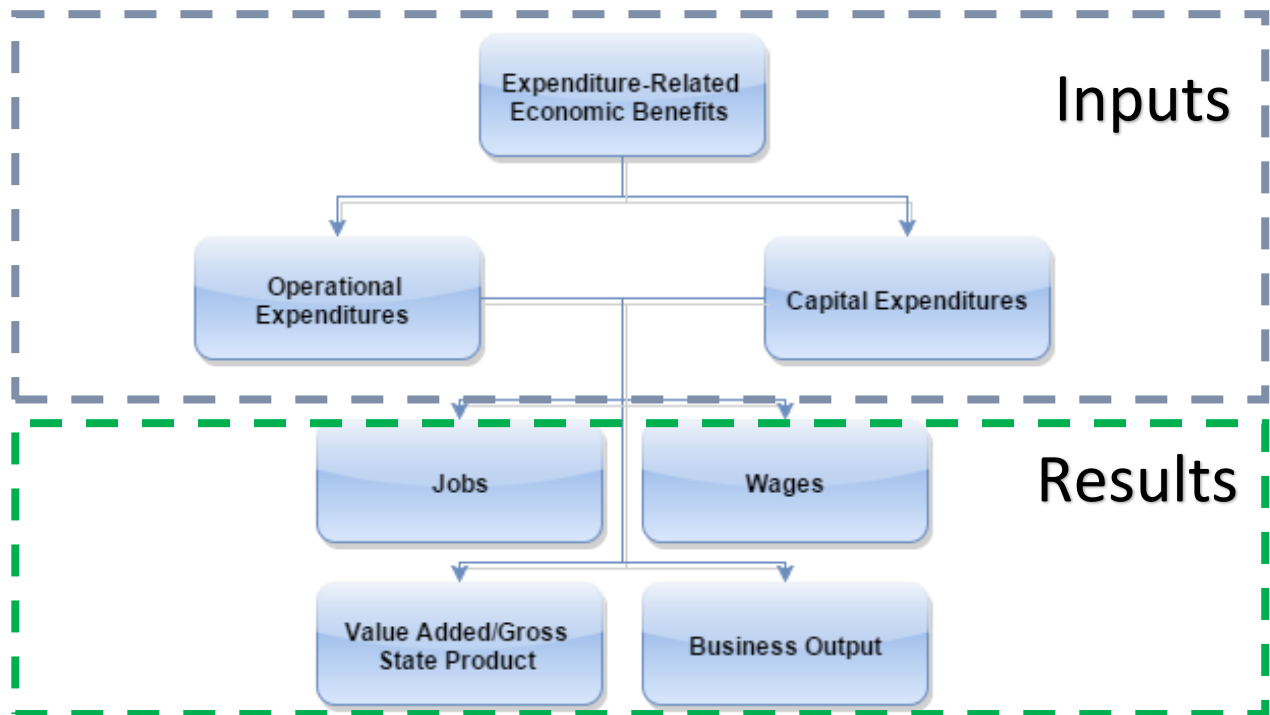 Expenditure-Related
Economic Benefits
Inputs
Operational
Expenditures
Capital Expenditures
Jobs
Wages
Results
Value Added/Gross
State Product
Business Output